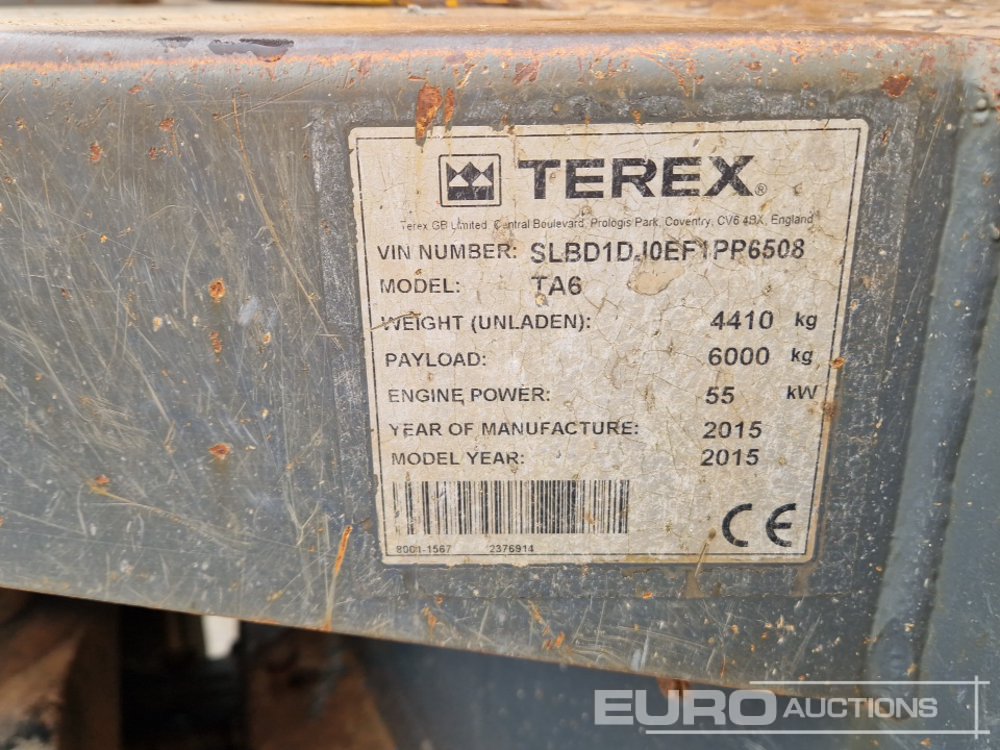 TEREX®
Terex GB Limited, Central Boulevard, Prologis Park, Coventry, CV6 4BX, England
VIN NUMBER: SLBD1DJ0EF1PP6508
MODEL: TA6
WEIGHT (UNLADEN): 4410 kg
PAYLOAD: 6000 kg
ENGINE POWER: 55 kW
YEAR OF MANUFACTURE: 2015
MODEL YEAR: 2015
8001-1567 2376914
CE
EURO AUCTIONS